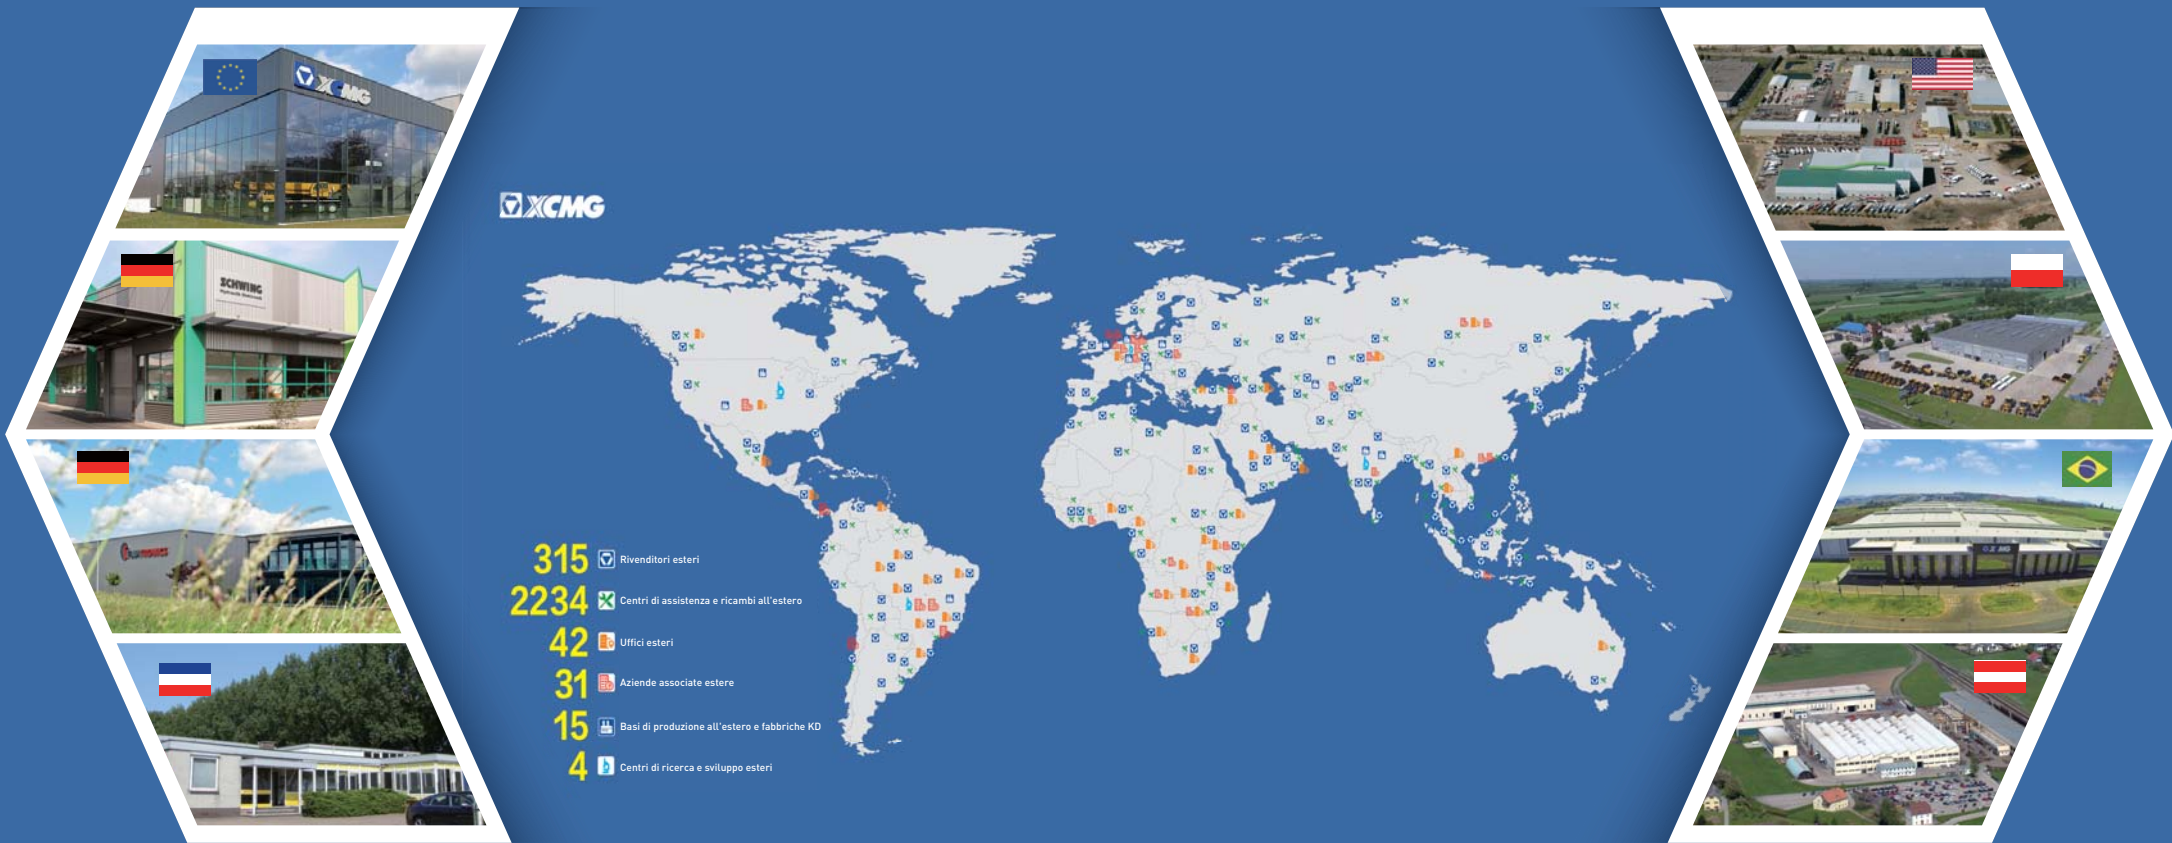 XCMG
SCHWING
XCMG
315 Rivenditori esteri
2234 Centri di assistenza e ricambi all'estero
42 Uffici esteri
31 Aziende associate estere
15 Basi di produzione all'estero e fabbriche KD
4 Centri di ricerca e sviluppo esteri